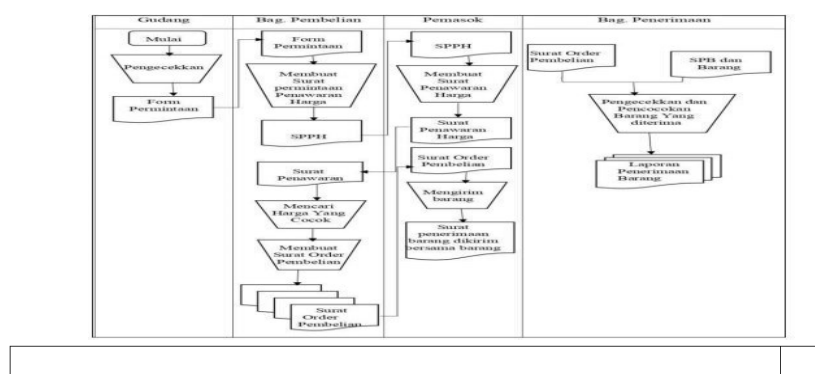 Gudang
Bag. Pembelian
Pemasok
Bag. Penerimaan
Mulai
Pengecekkan
Form
Permintaan
Form
Permintaan
Membuat
Surat
permintaan
Penawaran
Harga
SPPH
Surat
Penawaran
Mencari
Harga Yang
Cocok
Membuat
Surat Order
Pembelian
Surat
Order
Pembelian
SPPH
Membuat
Surat
Penawaran
Harga
Surat
Penawaran
Harga
Surat Order
Pembelian
Mengirim
barang
Surat
penerimaan
barang dikirim
bersama barang
Surat Order
Pembelian
SPB dan
Barang
Pengecekkan dan
Pencocokan
Barang Yang
diterima
Laporan
Penerimaan
Barang